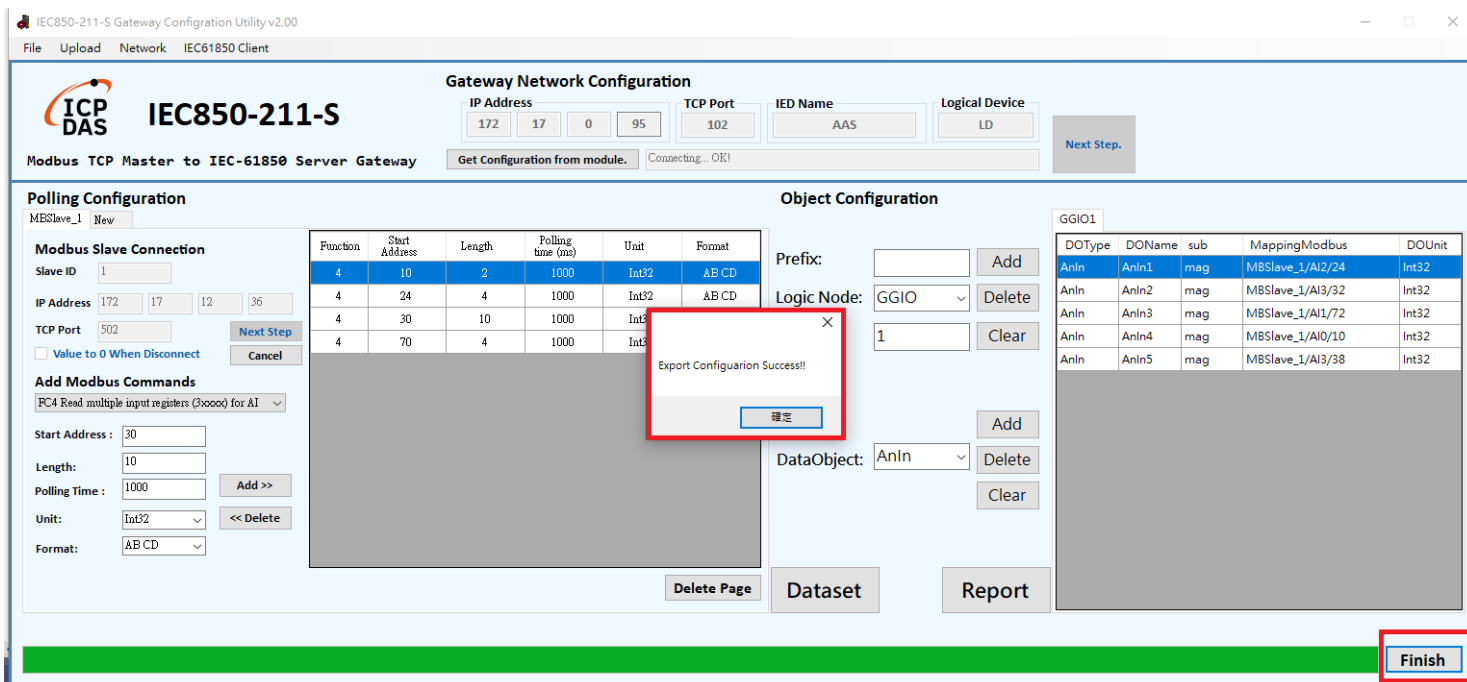 IEC850-211-S Gateway Configration Utility v2.00
File Upload Network IEC61850 Client
ICP DAS
IEC850-211-S
Modbus TCP Master to IEC-61850 Server Gateway
Gateway Network Configuration
IP Address TCP Port IED Name Logical Device
172 17 0 95 102 AAS LD
Get Configuration from module. Connecting... OK!
Next Step.
Polling Configuration
MBSlave_1 New
Modbus Slave Connection
Slave ID 1
IP Address 172 17 12 36
TCP Port 502 Next Step
Value to 0 When Disconnect Cancel
Add Modbus Commands
FC4 Read multiple input registers (3xxxx) for AI
Start Address : 30
Length: 10
Polling Time : 1000 Add >>
Unit: Int32 << Delete
Format: AB CD
Function Start Address Length Polling time (ms) Unit Format
4 10 2 1000 Int32 AB CD
4 24 4 1000 Int32 AB CD
4 30 10 1000
4 70 4 1000
Delete Page
Export Configuarion Success!!
確定
Object Configuration
Prefix: Add
Logic Node: GGIO Delete
1 Clear
Add
DataObject: AnIn Delete
Clear
Dataset Report
GGIO1
DOType DOName sub MappingModbus DOUnit
AnIn AnIn1 mag MBSlave_1/AI2/24 Int32
AnIn AnIn2 mag MBSlave_1/AI3/32 Int32
AnIn AnIn3 mag MBSlave_1/AI1/72 Int32
AnIn AnIn4 mag MBSlave_1/AI0/10 Int32
AnIn AnIn5 mag MBSlave_1/AI3/38 Int32
Finish